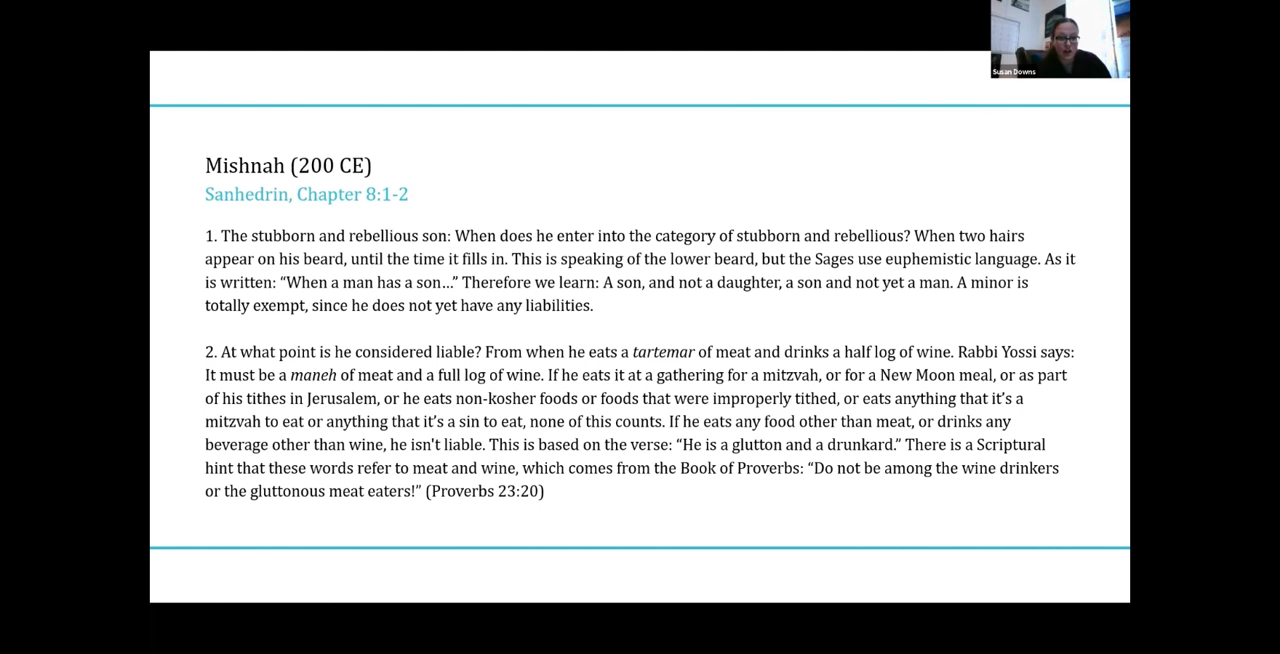 Susan Downs
Mishnah (200 CE)
Sanhedrin, Chapter 8:1-2
1. The stubborn and rebellious son: When does he enter into the category of stubborn and rebellious? When two hairs
appear on his beard, until the time it fills in. This is speaking of the lower beard, but the Sages use euphemistic language. As it
is written: “When a man has a son...” Therefore we learn: A son, and not a daughter, a son and not yet a man. A minor is
totally exempt, since he does not yet have any liabilities.
2. At what point is he considered liable? From when he eats a tartemar of meat and drinks a half log of wine. Rabbi Yossi says:
It must be a maneh of meat and a full log of wine. If he eats it at a gathering for a mitzvah, or for a New Moon meal, or as part
of his tithes in Jerusalem, or he eats non-kosher foods or foods that were improperly tithed, or eats anything that it’s a
mitzvah to eat or anything that it’s a sin to eat, none of this counts. If he eats any food other than meat, or drinks any
beverage other than wine, he isn't liable. This is based on the verse: “He is a glutton and a drunkard.” There is a Scriptural
hint that these words refer to meat and wine, which comes from the Book of Proverbs: “Do not be among the wine drinkers
or the gluttonous meat eaters!” (Proverbs 23:20)